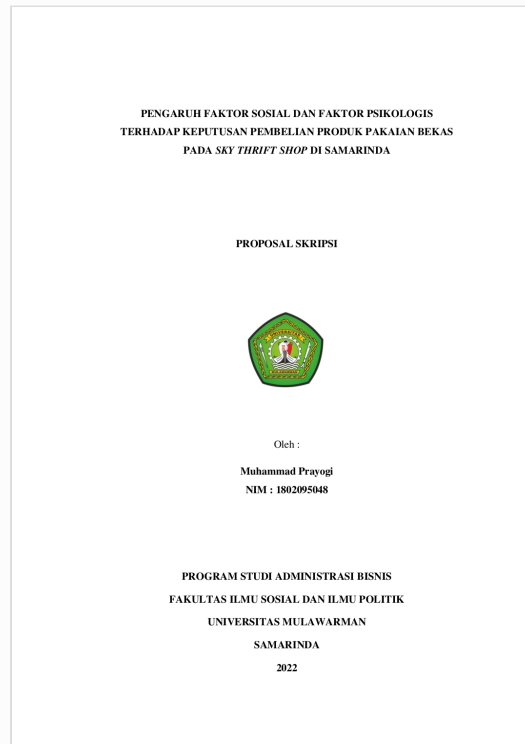 PENGARUH FAKTOR SOSIAL DAN FAKTOR PSIKOLOGIS
TERHADAP KEPUTUSAN PEMBELIAN PRODUK PAKAIAN BEKAS
PADA SKY THRIFT SHOP DI SAMARINDA
PROPOSAL SKRIPSI
UNIVERSITAS
MULAWARMAN
Oleh :
Muhammad Prayogi
NIM : 1802095048
PROGRAM STUDI ADMINISTRASI BISNIS
FAKULTAS ILMU SOSIAL DAN ILMU POLITIK
UNIVERSITAS MULAWARMAN
SAMARINDA
2022